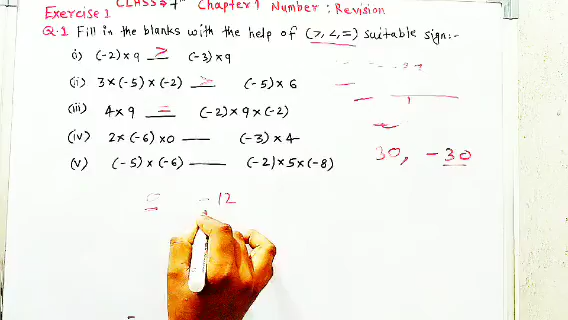 Exercise 1 CLASS: 7th Chapter 1 Number : Revision
Q.1 Fill in the blanks with the help of (>, <, =) suitable sign:-
(i) (-2) x 9 > (-3) x 9
(ii) 3 x (-5) x (-2) > (-5) x 6
(iii) 4 x 9 = (-2) x 9 x (-2)
(iv) 2 x (-6) x 0 ___ (-3) x 4
(v) (-5) x (-6) ___ (-2) x 5 x (-8)
30, -30
-12